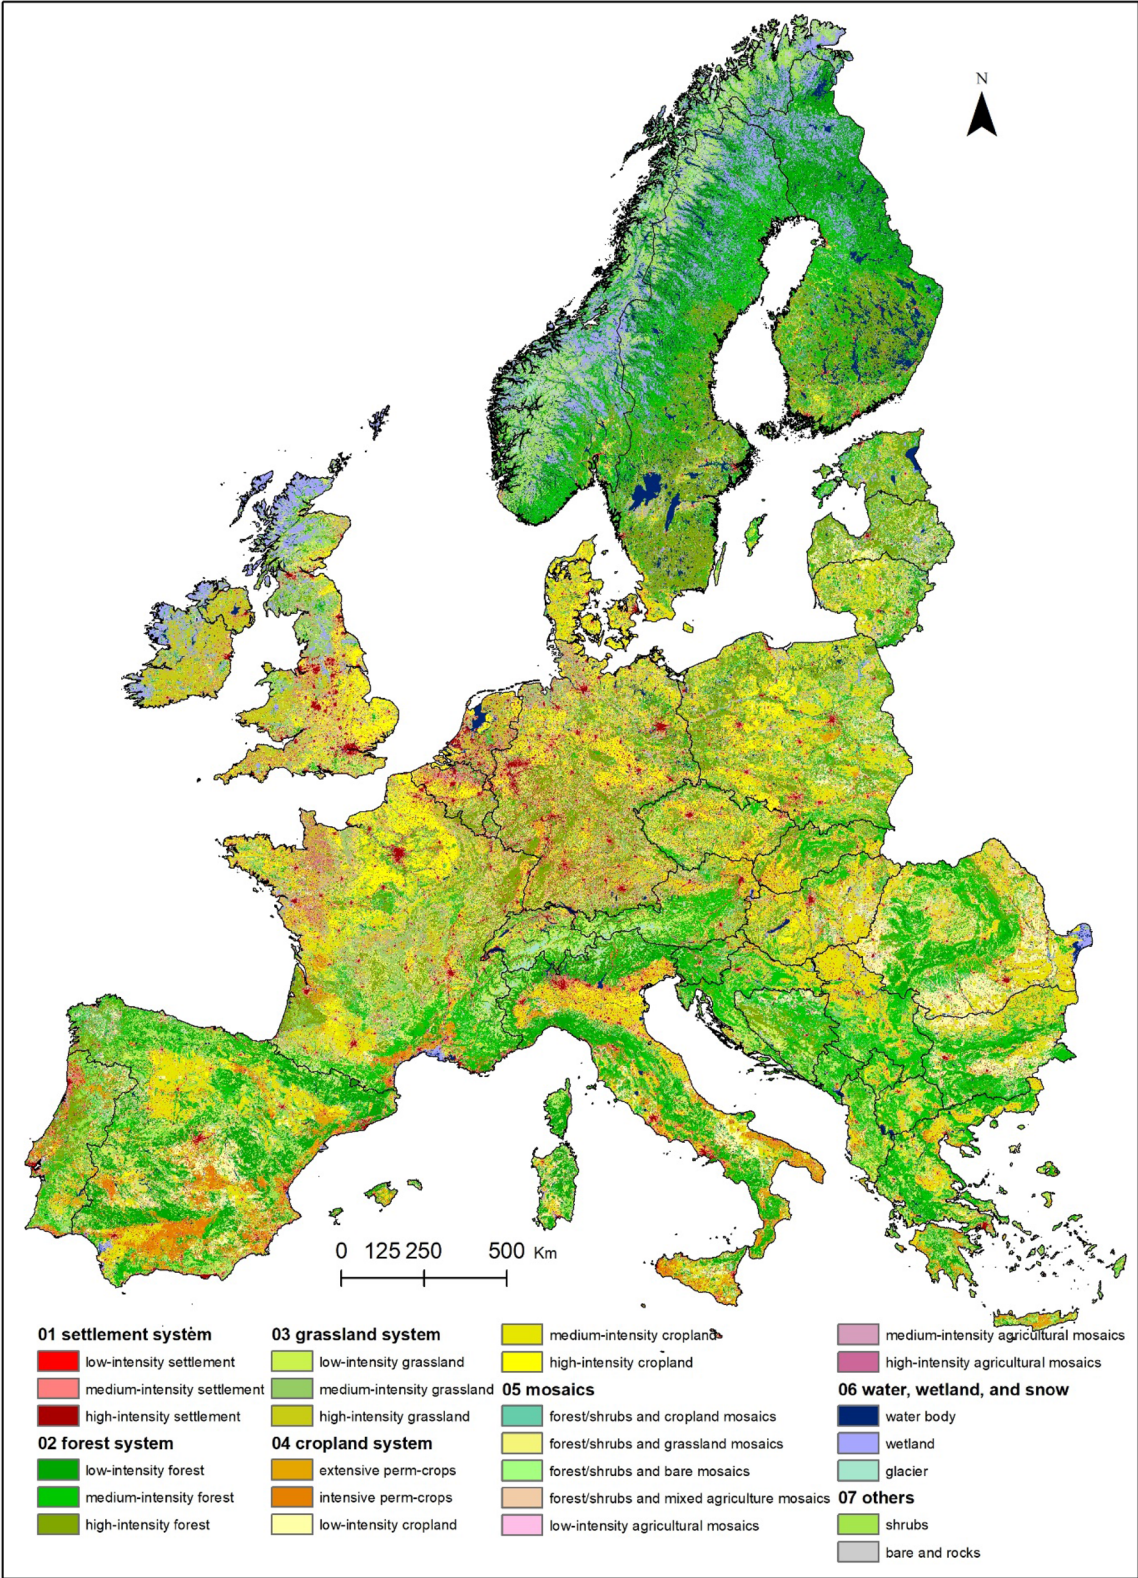 N
0 125 250 500 Km
01 settlement system
low-intensity settlement
medium-intensity settlement
high-intensity settlement
02 forest system
low-intensity forest
medium-intensity forest
high-intensity forest
03 grassland system
low-intensity grassland
medium-intensity grassland
high-intensity grassland
04 cropland system
extensive perm-crops
intensive perm-crops
low-intensity cropland
medium-intensity cropland
high-intensity cropland
05 mosaics
forest/shrubs and cropland mosaics
forest/shrubs and grassland mosaics
forest/shrubs and bare mosaics
forest/shrubs and mixed agriculture mosaics
low-intensity agricultural mosaics
medium-intensity agricultural mosaics
high-intensity agricultural mosaics
06 water, wetland, and snow
water body
wetland
glacier
07 others
shrubs
bare and rocks